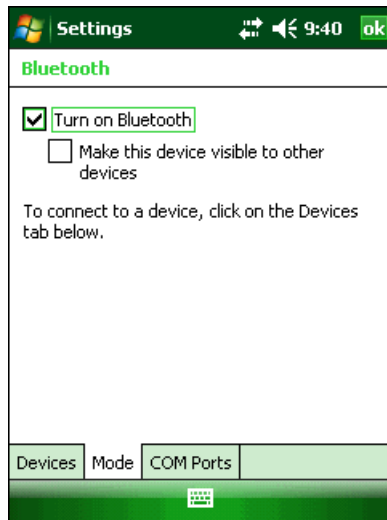 Settings 9:40 ok
Bluetooth
Turn on Bluetooth
Make this device visible to other
devices
To connect to a device, click on the Devices
tab below.
Devices Mode COM Ports